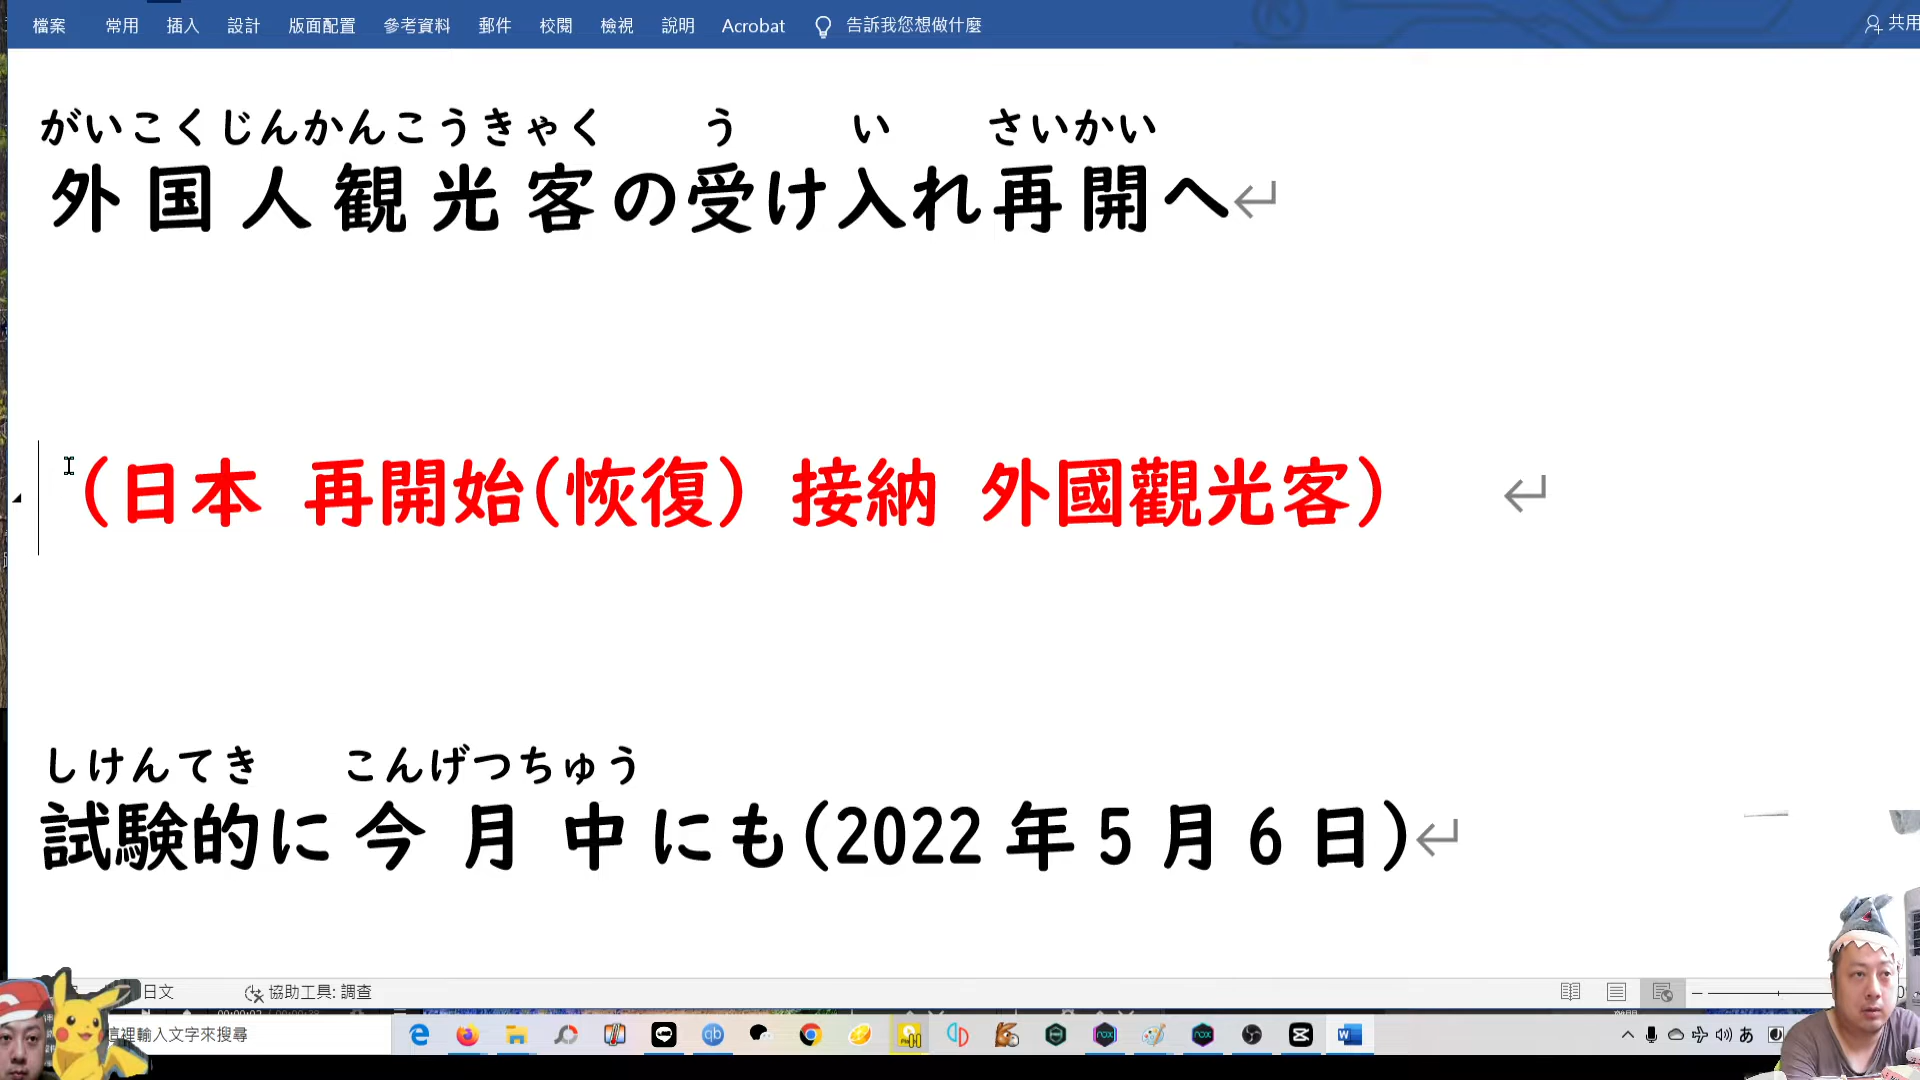 檔案 常用 插入 設計 版面配置 參考資料 郵件 校閱 檢視 說明 Acrobat 告訴我您想做什麼 共用
がいこくじんかんこうきゃく う い さいかい
外国人観光客の受け入れ再開へ
(日本 再開始(恢復) 接納 外國觀光客)
しけんてき こんげつちゅう
試験的に今月中にも(2022年5月6日)
日文 協助工具: 調查
這裡輸入文字來搜尋
あ